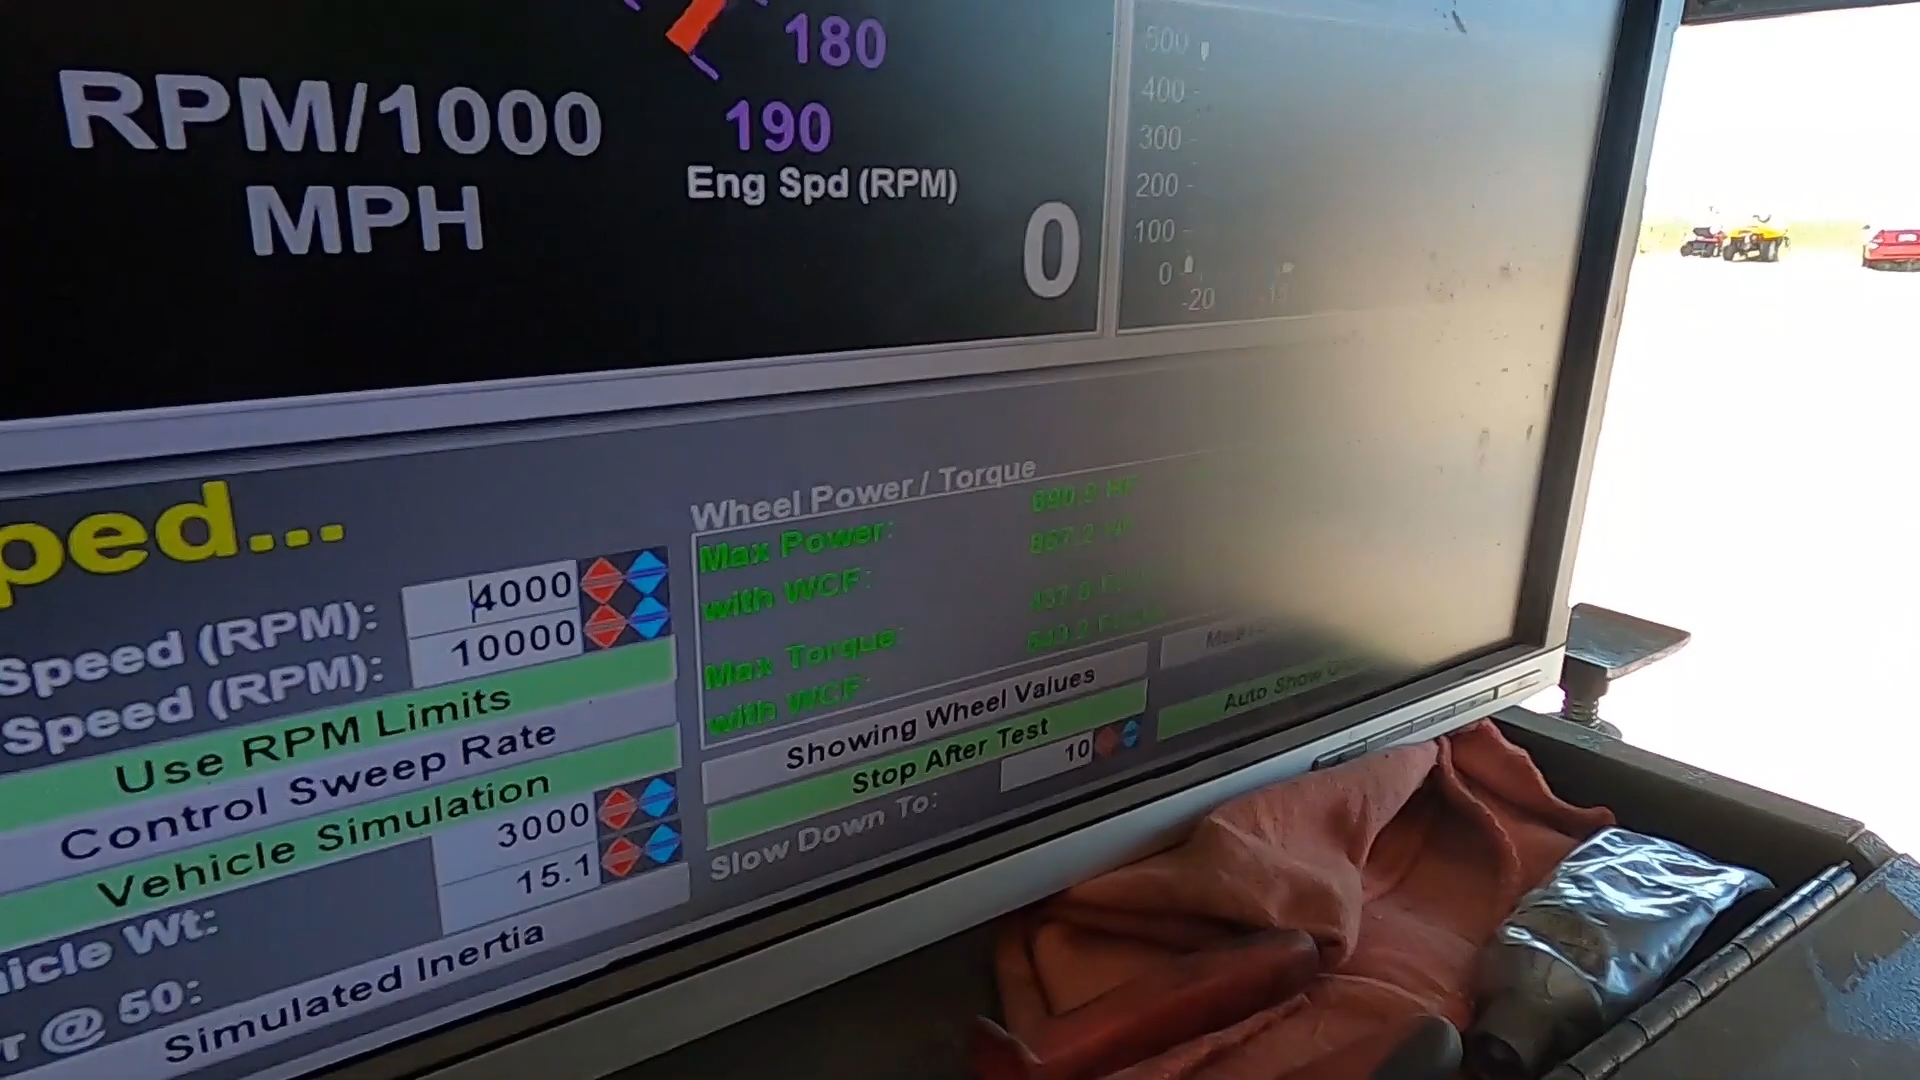 180
190
RPM/1000
MPH
Eng Spd (RPM)
0
500
400
300
200
100
0
-20 -15
ped...
Speed (RPM): 4000
Speed (RPM): 10000
Use RPM Limits
Control Sweep Rate
Vehicle Simulation
icle Wt: 3000
r @ 50: 15.1
Simulated Inertia
Wheel Power / Torque
Max Power:
with WCF:
Max Torque:
with WCF:
Showing Wheel Values
Stop After Test
Slow Down To: 10
Auto Show